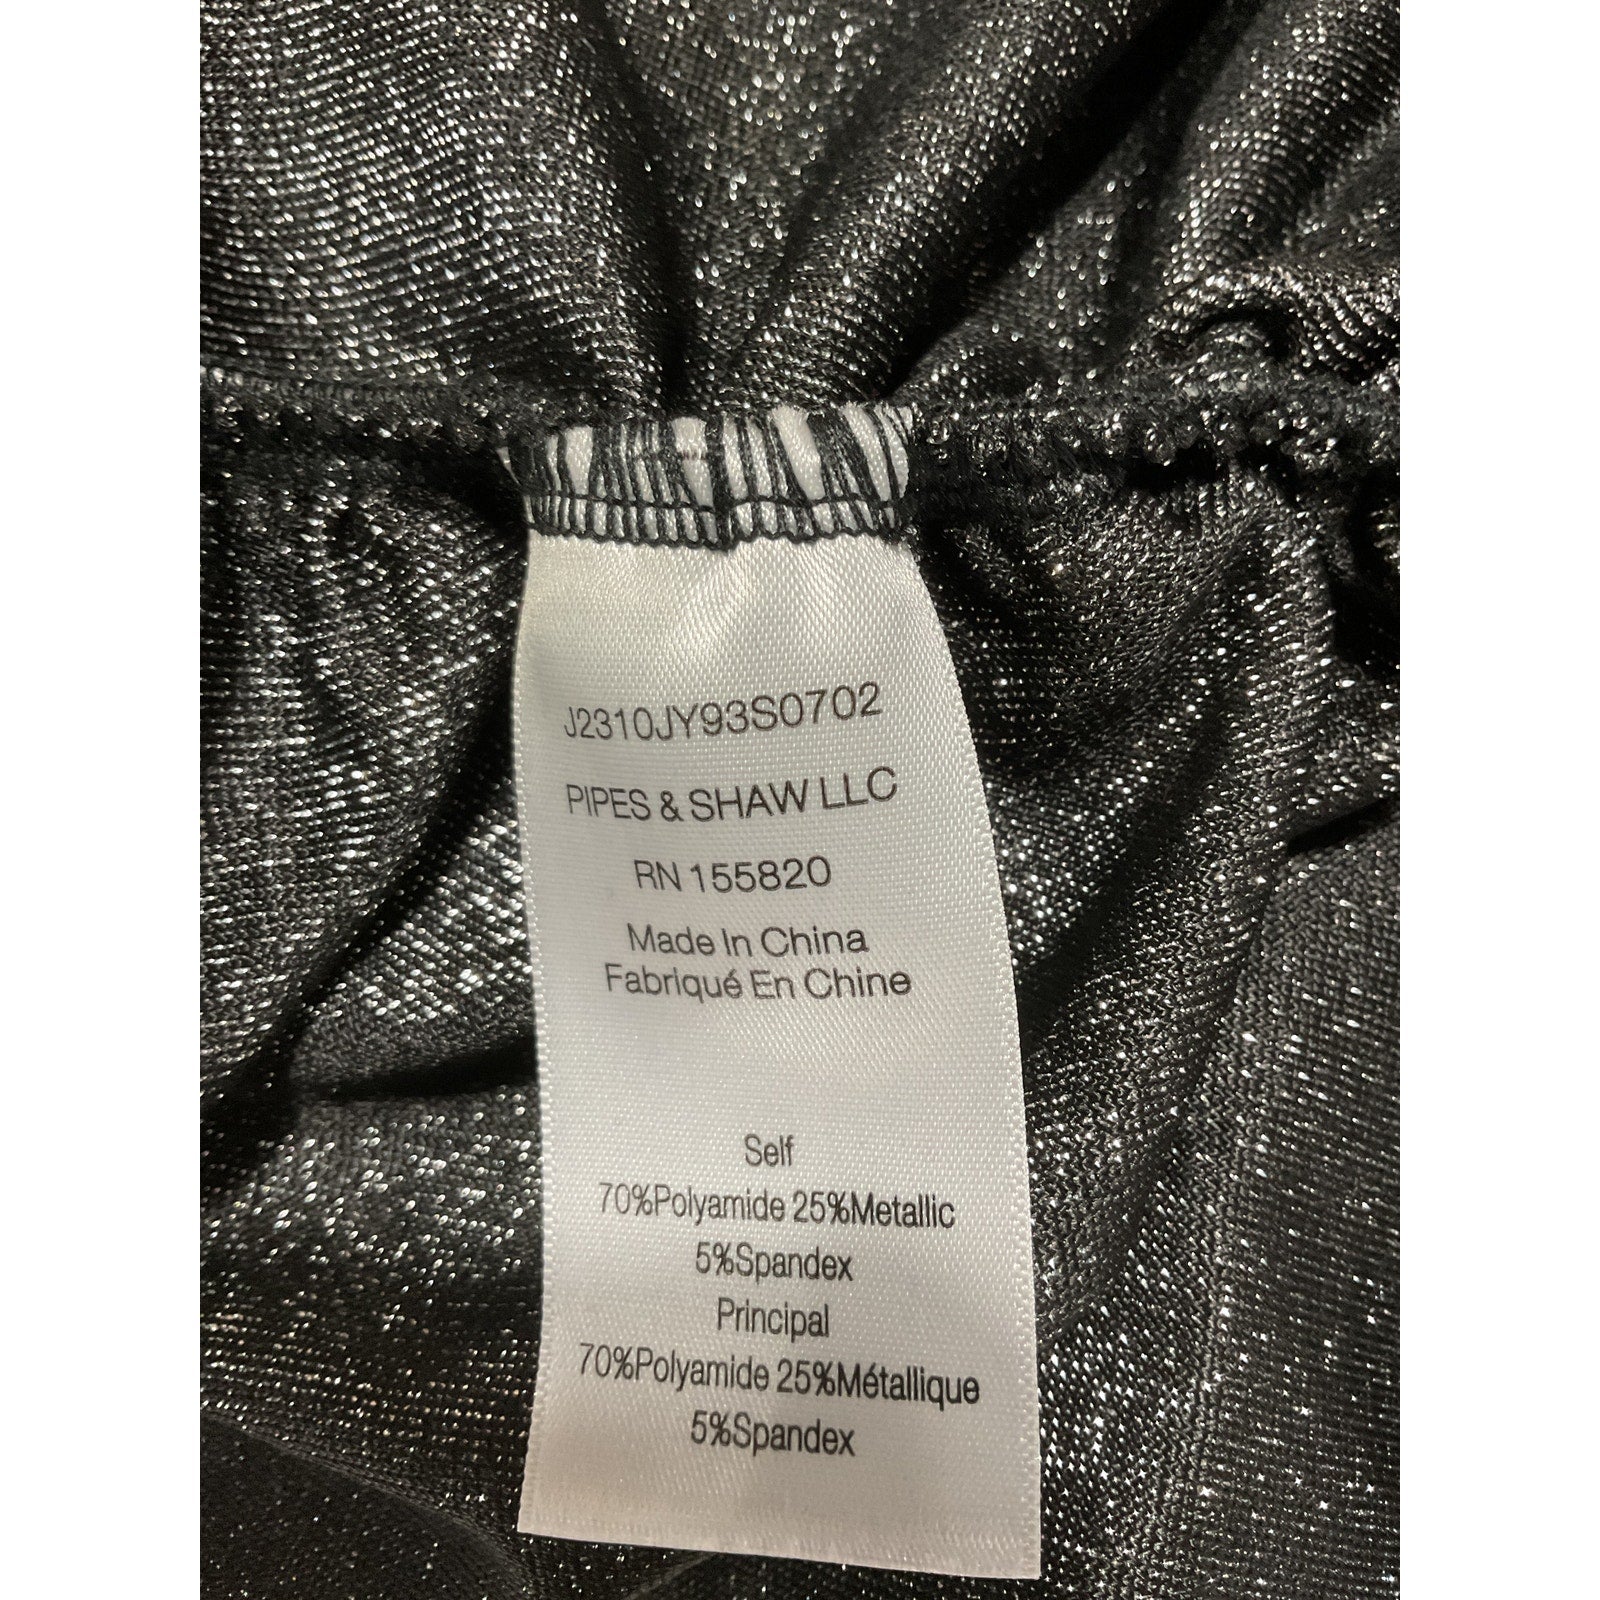 J2310JY93S0702
PIPES & SHAW LLC
RN 155820
Made In China
Fabriqué En Chine
Self
70%Polyamide 25%Metallic
5%Spandex
Principal
70%Polyamide 25%Métallique
5%Spandex